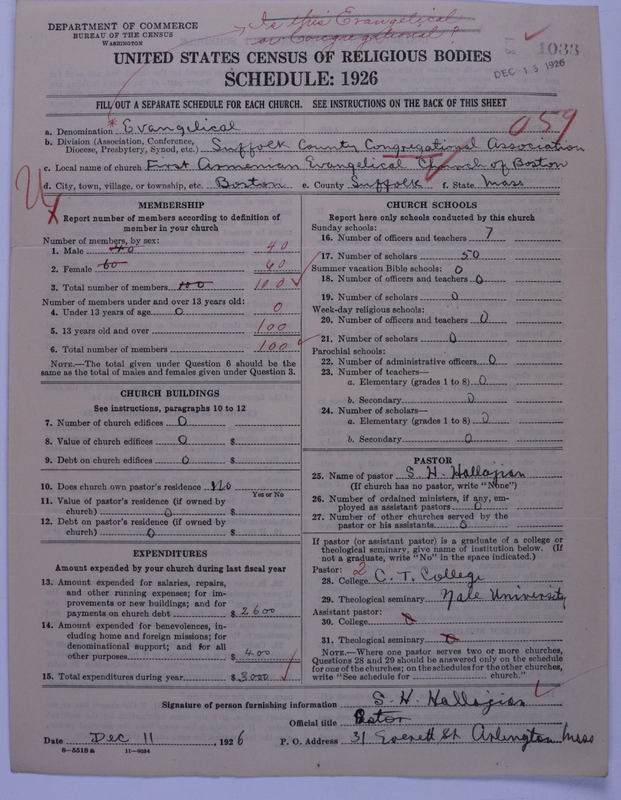 DEPARTMENT OF COMMERCE
BUREAU OF THE CENSUS
WASHINGTON
Is this Evangelical
or Congregational?
1033
DEC 13 1926
UNITED STATES CENSUS OF RELIGIOUS BODIES
SCHEDULE: 1926
FILL OUT A SEPARATE SCHEDULE FOR EACH CHURCH. SEE INSTRUCTIONS ON THE BACK OF THIS SHEET
059
a. Denomination * Evangelical
b. Division (Association, Conference, Diocese, Presbytery, Synod, etc.) Suffolk County Congregational Association
c. Local name of church First Armenian Evangelical Church of Boston
d. City, town, village, or township, etc. Boston e. County Suffolk f. State Mass
MEMBERSHIP
Report number of members according to definition of
member in your church
Number of members, by sex:
1. Male 40 40
2. Female 60 60
3. Total number of members 100 100
Number of members under and over 13 years old:
4. Under 13 years of age 0 0
5. 13 years old and over 100
6. Total number of members 100
NOTE.—The total given under Question 6 should be the
same as the total of males and females given under Question 3.
CHURCH BUILDINGS
See instructions, paragraphs 10 to 12
7. Number of church edifices 0
8. Value of church edifices 0 $
9. Debt on church edifices 0 $
10. Does church own pastor's residence No
Yes or No
11. Value of pastor's residence (if owned by
church) 0 $
12. Debt on pastor's residence (if owned by
church) 0 $
EXPENDITURES
Amount expended by your church during last fiscal year
13. Amount expended for salaries, repairs,
and other running expenses; for im-
provements or new buildings; and for
payments on church debt $ 2600
14. Amount expended for benevolences, in-
cluding home and foreign missions; for
denominational support; and for all
other purposes $ 400
15. Total expenditures during year $ 3000
CHURCH SCHOOLS
Report here only schools conducted by this church
Sunday schools:
16. Number of officers and teachers 7
17. Number of scholars 50
Summer vacation Bible schools: 0
18. Number of officers and teachers 0
19. Number of scholars 0
Week-day religious schools:
20. Number of officers and teachers 0
21. Number of scholars 0
Parochial schools:
22. Number of administrative officers 0
23. Number of teachers—
a. Elementary (grades 1 to 8) 0
b. Secondary 0
24. Number of scholars—
a. Elementary (grades 1 to 8) 0
b. Secondary 0
PASTOR
25. Name of pastor S. H. Hallajian
(If church has no pastor, write "None")
26. Number of ordained ministers, if any, em-
ployed as assistant pastors 0
27. Number of other churches served by the
pastor or his assistants 0
If pastor (or assistant pastor) is a graduate of a college or
theological seminary, give name of institution below. (If
not a graduate, write "No" in the space indicated.)
Pastor: 2
28. College C. T. College
29. Theological seminary Yale University
Assistant pastor:
30. College 0
31. Theological seminary 0
NOTE.—Where one pastor serves two or more churches,
Questions 28 and 29 should be answered only on the schedule
for one of the churches; on the schedules for the other churches,
write "See schedule for church."
Signature of person furnishing information S. H. Hallajian
Official title Pastor
Date Dec 11, 1926 P. O. Address 31 Everett St Arlington Mass
8—5518 a 11—9034